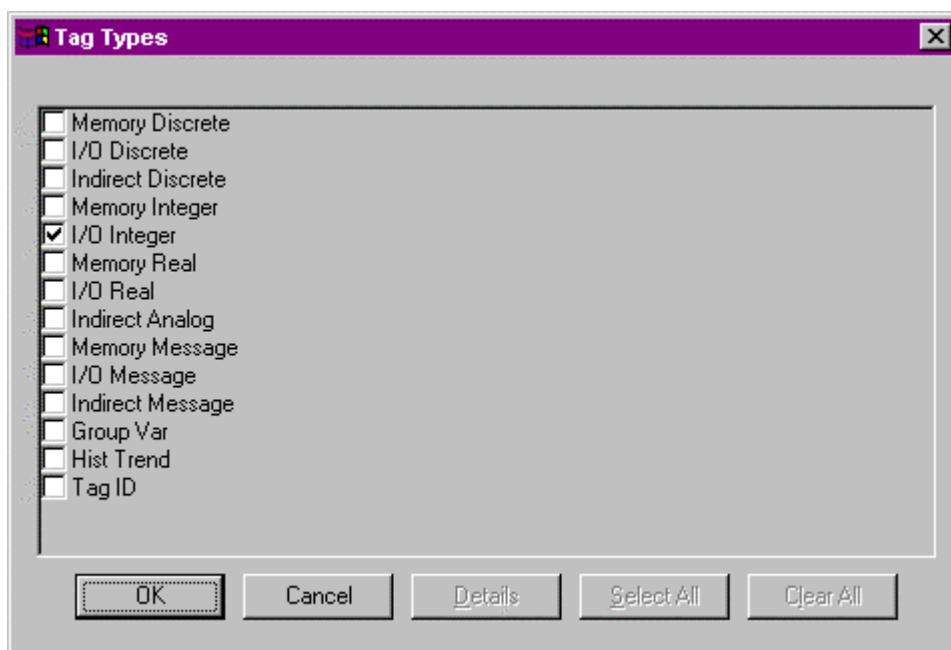 Tag Types
Memory Discrete
I/O Discrete
Indirect Discrete
Memory Integer
I/O Integer
Memory Real
I/O Real
Indirect Analog
Memory Message
I/O Message
Indirect Message
Group Var
Hist Trend
Tag ID
OK Cancel Details Select All Clear All